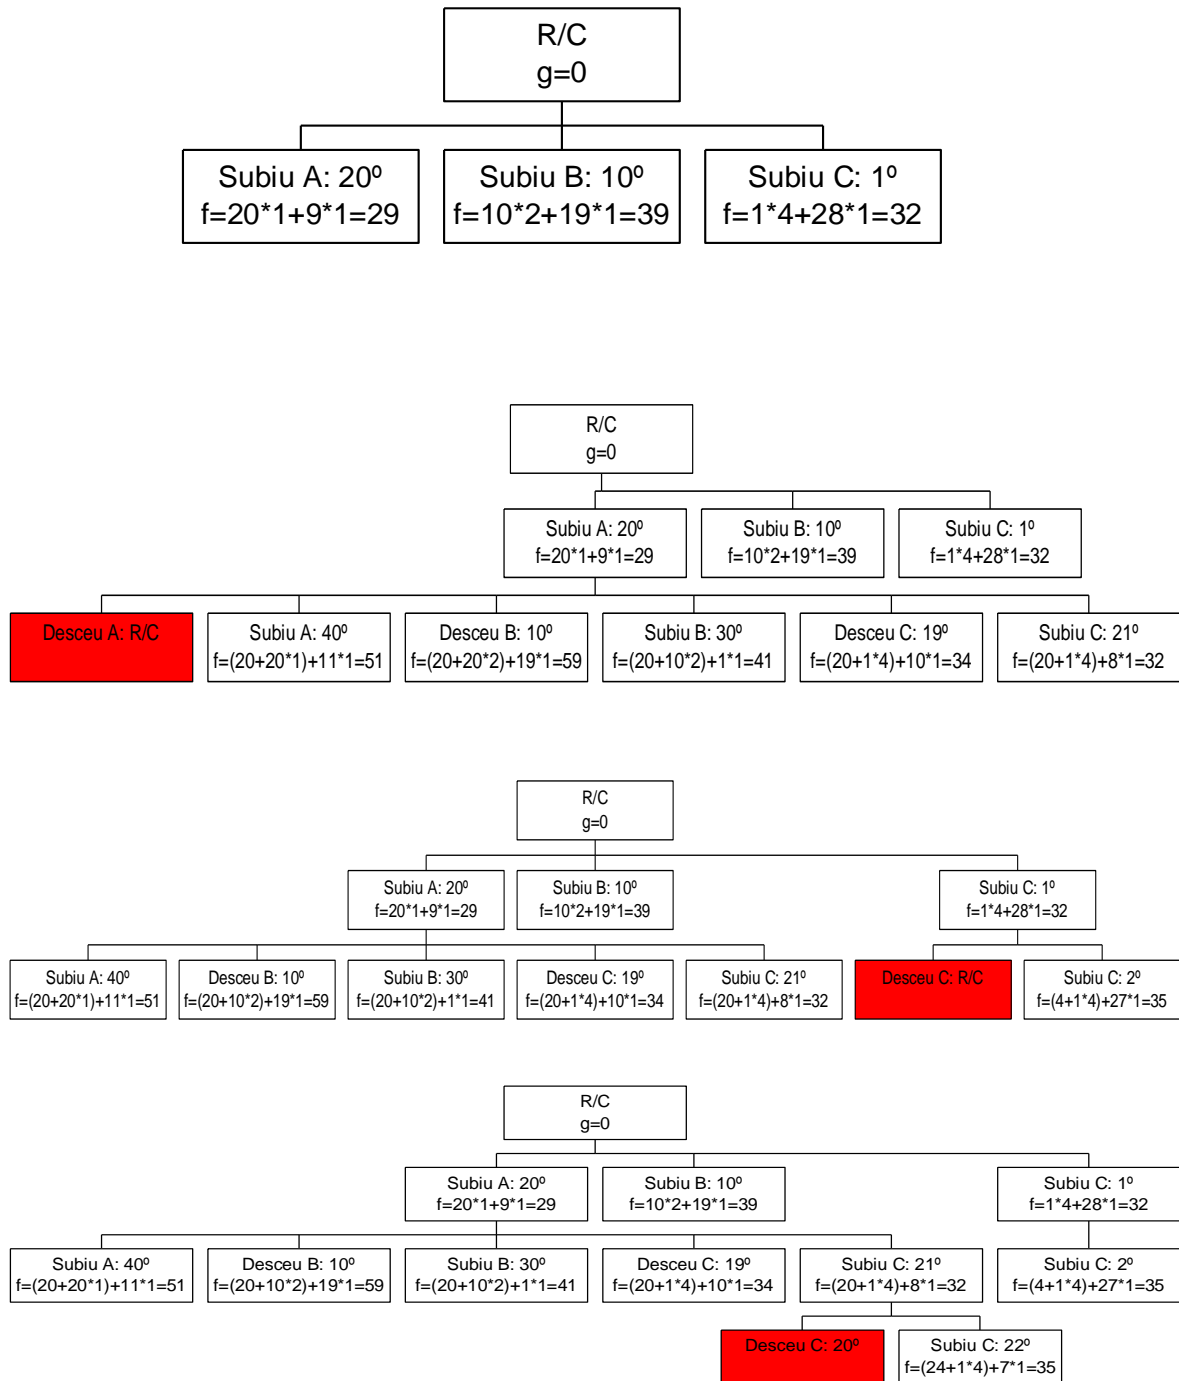 R/C
g=0
Subiu A: 20º
f=20*1+9*1=29
Subiu B: 10º
f=10*2+19*1=39
Subiu C: 1º
f=1*4+28*1=32
R/C
g=0
Subiu A: 20º
f=20*1+9*1=29
Subiu B: 10º
f=10*2+19*1=39
Subiu C: 1º
f=1*4+28*1=32
Desceu A: R/C
Subiu A: 40º
f=(20+20*1)+11*1=51
Desceu B: 10º
f=(20+20*2)+19*1=59
Subiu B: 30º
f=(20+10*2)+1*1=41
Desceu C: 19º
f=(20+1*4)+10*1=34
Subiu C: 21º
f=(20+1*4)+8*1=32
R/C
g=0
Subiu A: 20º
f=20*1+9*1=29
Subiu B: 10º
f=10*2+19*1=39
Subiu C: 1º
f=1*4+28*1=32
Subiu A: 40º
f=(20+20*1)+11*1=51
Desceu B: 10º
f=(20+10*2)+19*1=59
Subiu B: 30º
f=(20+10*2)+1*1=41
Desceu C: 19º
f=(20+1*4)+10*1=34
Subiu C: 21º
f=(20+1*4)+8*1=32
Desceu C: R/C
Subiu C: 2º
f=(4+1*4)+27*1=35
R/C
g=0
Subiu A: 20º
f=20*1+9*1=29
Subiu B: 10º
f=10*2+19*1=39
Subiu C: 1º
f=1*4+28*1=32
Subiu A: 40º
f=(20+20*1)+11*1=51
Desceu B: 10º
f=(20+10*2)+19*1=59
Subiu B: 30º
f=(20+10*2)+1*1=41
Desceu C: 19º
f=(20+1*4)+10*1=34
Subiu C: 21º
f=(20+1*4)+8*1=32
Subiu C: 2º
f=(4+1*4)+27*1=35
Desceu C: 20º
Subiu C: 22º
f=(24+1*4)+7*1=35